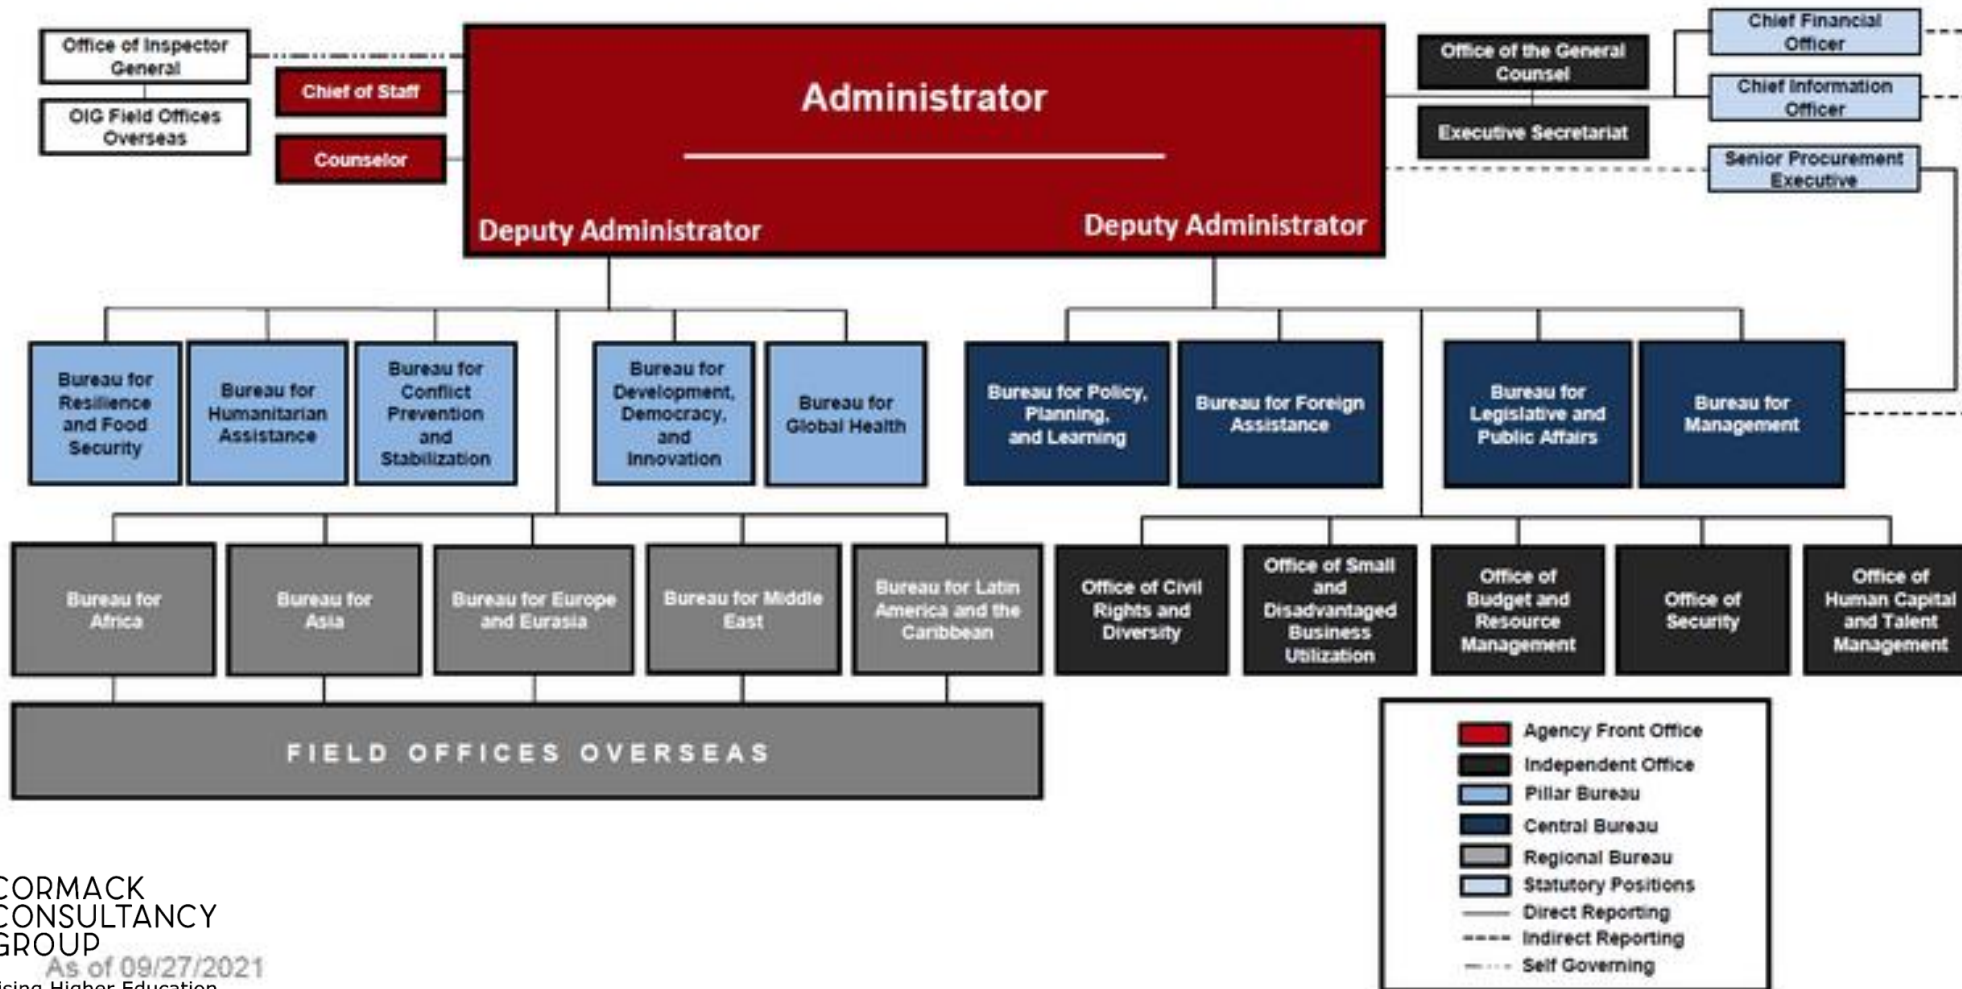 Office of Inspector
General
OIG Field Offices
Overseas
Chief of Staff
Counselor
Administrator
Deputy Administrator
Deputy Administrator
Office of the General
Counsel
Executive Secretariat
Chief Financial
Officer
Chief Information
Officer
Senior Procurement
Executive
Bureau for
Resilience
and Food
Security
Bureau for
Humanitarian
Assistance
Bureau for
Conflict
Prevention
and
Stabilization
Bureau for
Development,
Democracy,
and
Innovation
Bureau for
Global Health
Bureau for Policy,
Planning,
and Learning
Bureau for Foreign
Assistance
Bureau for
Legislative and
Public Affairs
Bureau for
Management
Bureau for
Africa
Bureau for
Asia
Bureau for Europe
and Eurasia
Bureau for Middle
East
Bureau for Latin
America and the
Caribbean
Office of Civil
Rights and
Diversity
Office of Small
and
Disadvantaged
Business
Utilization
Office of
Budget and
Resource
Management
Office of
Security
Office of
Human Capital
and Talent
Management
FIELD OFFICES OVERSEAS
Agency Front Office
Independent Office
Pillar Bureau
Central Bureau
Regional Bureau
Statutory Positions
Direct Reporting
Indirect Reporting
Self Governing
CORMACK
CONSULTANCY
GROUP
As of 09/27/2021
Higher Education